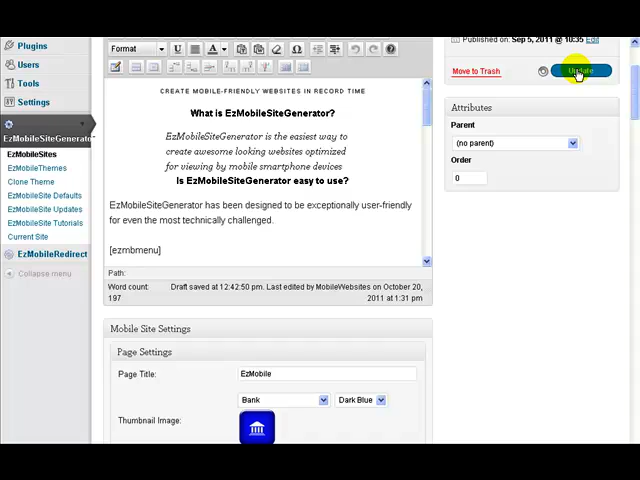 Plugins
Users
Tools
Settings
EzMobileSiteGenerator
EzMobileSites
EzMobileThemes
Clone Theme
EzMobileSite Defaults
EzMobileSite Updates
EzMobileSite Tutorials
Current Site
EzMobileRedirect
Collapse menu
Format
CREATE MOBILE-FRIENDLY WEBSITES IN RECORD TIME
What is EzMobileSiteGenerator?
EzMobileSiteGenerator is the easiest way to
create awesome looking websites optimized
for viewing by mobile smartphone devices
Is EzMobileSiteGenerator easy to use?
EzMobileSiteGenerator has been designed to be exceptionally user-friendly
for even the most technically challenged.
[ezmbmenu]
Path:
Word count: Draft saved at 12:42:50 pm. Last edited by MobileWebsites on October 20,
197 2011 at 1:31 pm
Mobile Site Settings
Page Settings
Page Title: EzMobile
Bank Dark Blue
Thumbnail Image:
Published on: Sep 5, 2011 @ 10:35 Edit
Move to Trash Update
Attributes
Parent
(no parent)
Order
0